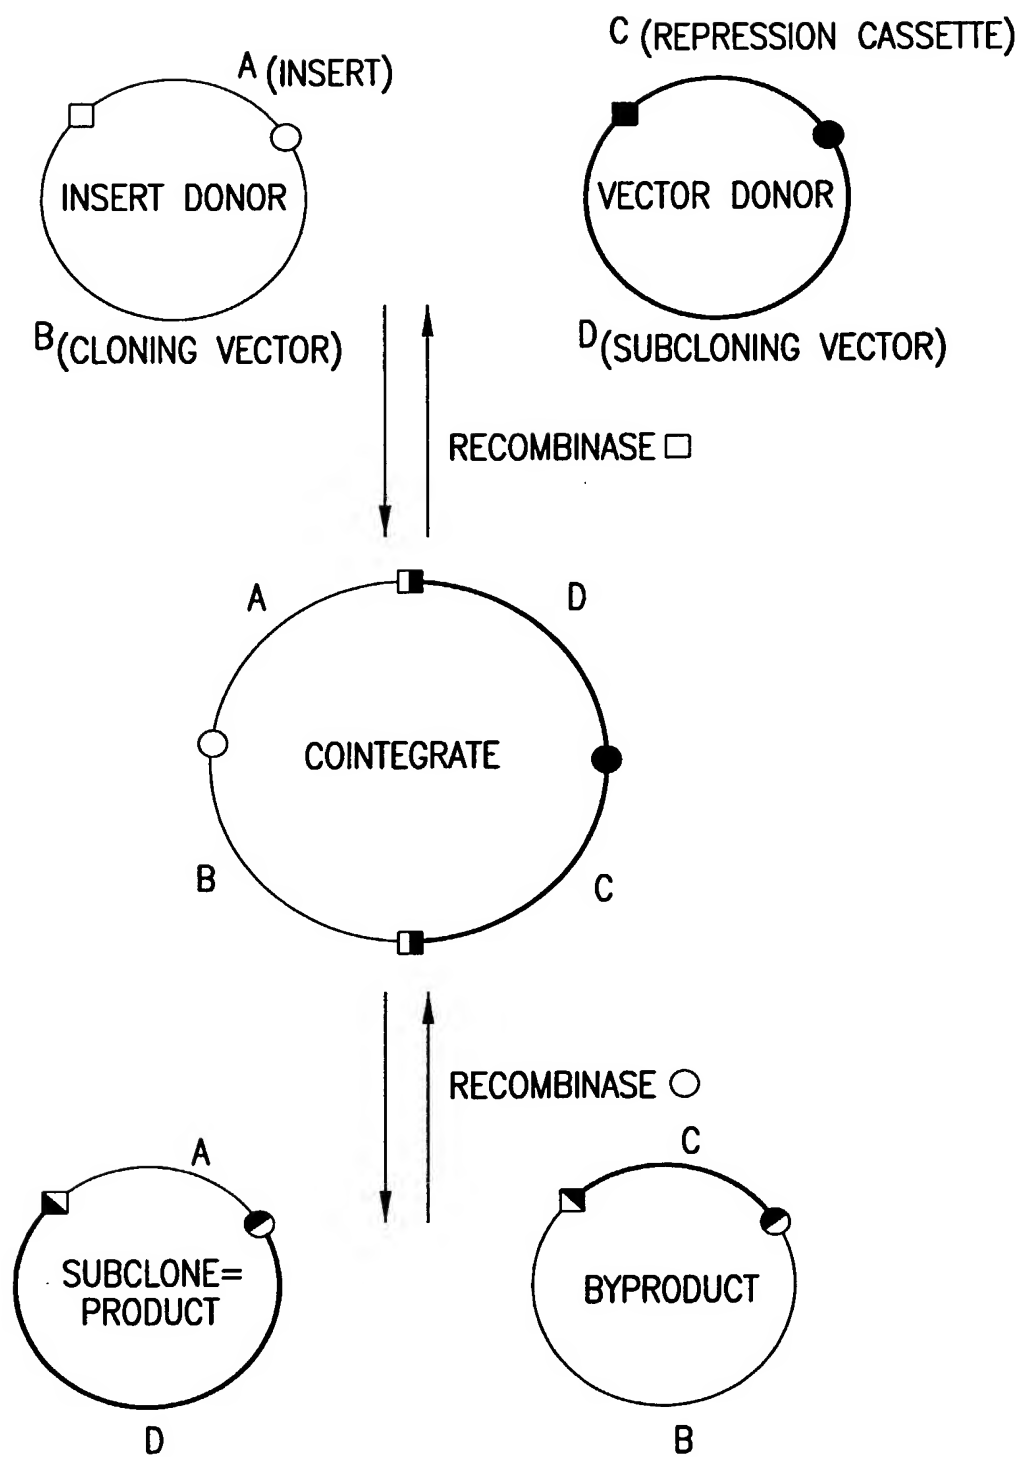 A (INSERT)
C (REPRESSION CASSETTE)
INSERT DONOR
VECTOR DONOR
B (CLONING VECTOR)
D (SUBCLONING VECTOR)
RECOMBINASE
A
D
COINTEGRATE
B
C
RECOMBINASE
A
C
SUBCLONE=
PRODUCT
BYPRODUCT
D
B